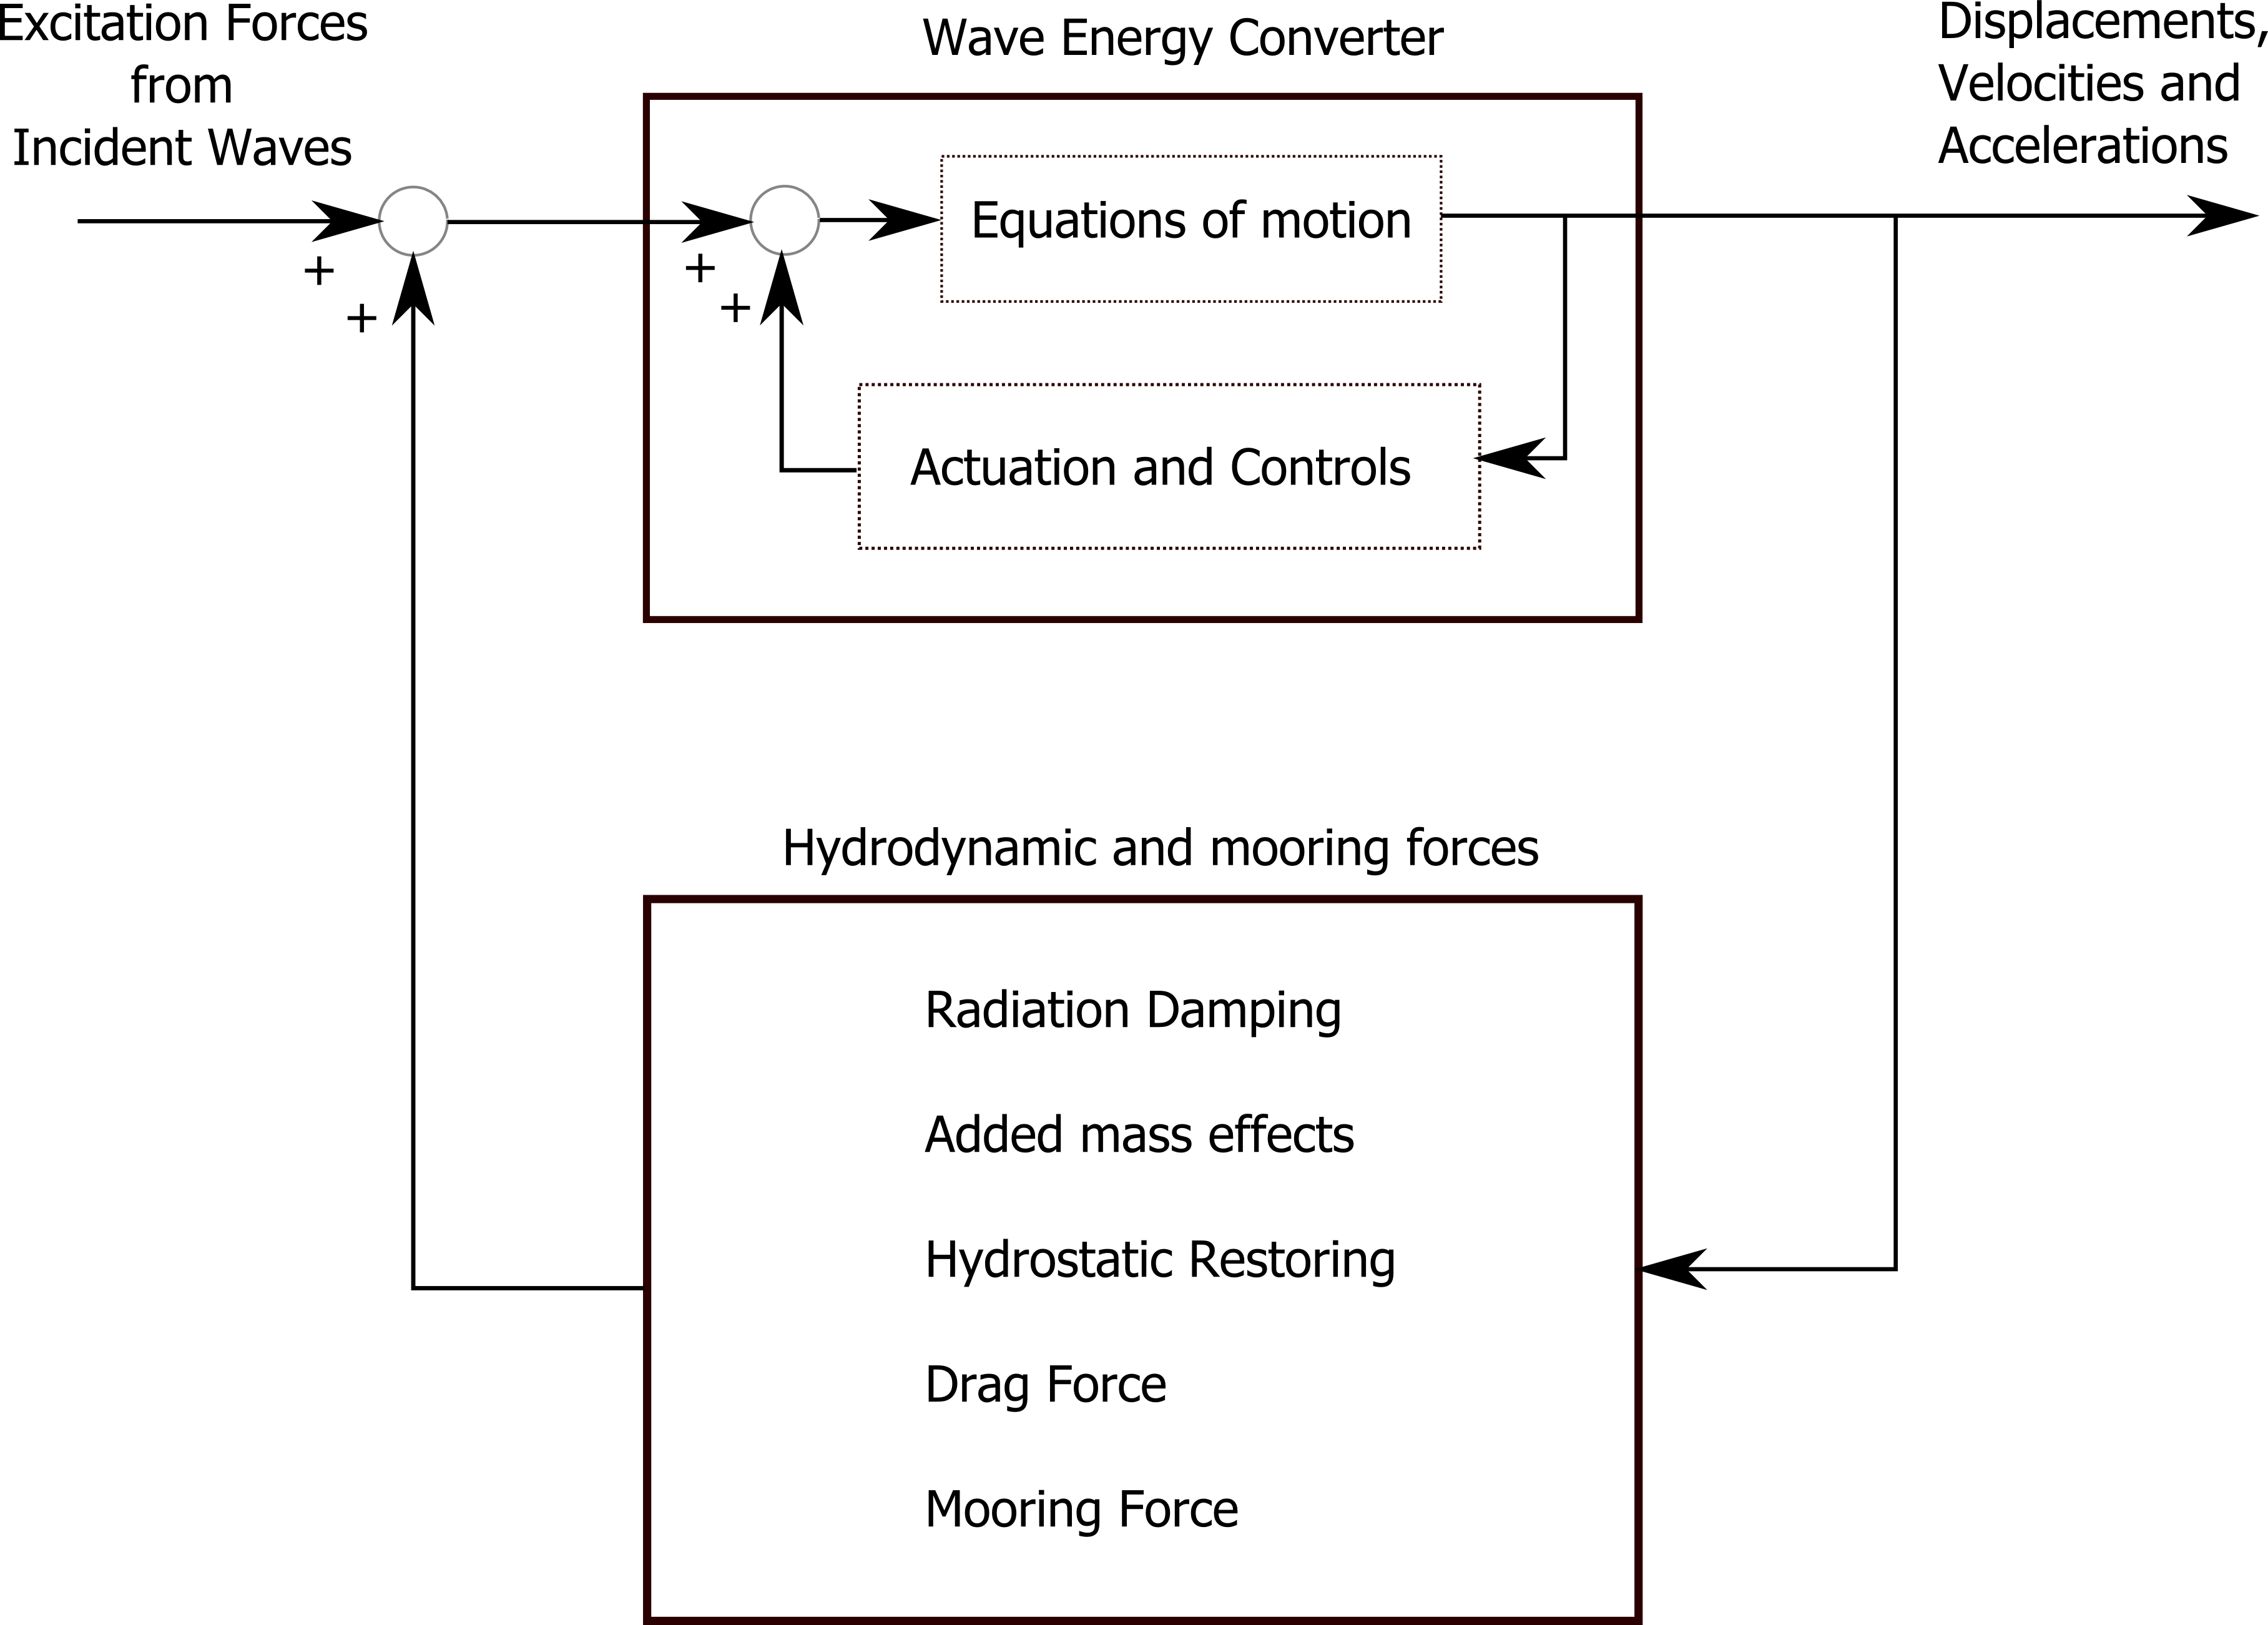 Excitation Forces
from
Incident Waves
Wave Energy Converter
Displacements,
Velocities and
Accelerations
+
+
+
+
Equations of motion
Actuation and Controls
Hydrodynamic and mooring forces
Radiation Damping
Added mass effects
Hydrostatic Restoring
Drag Force
Mooring Force